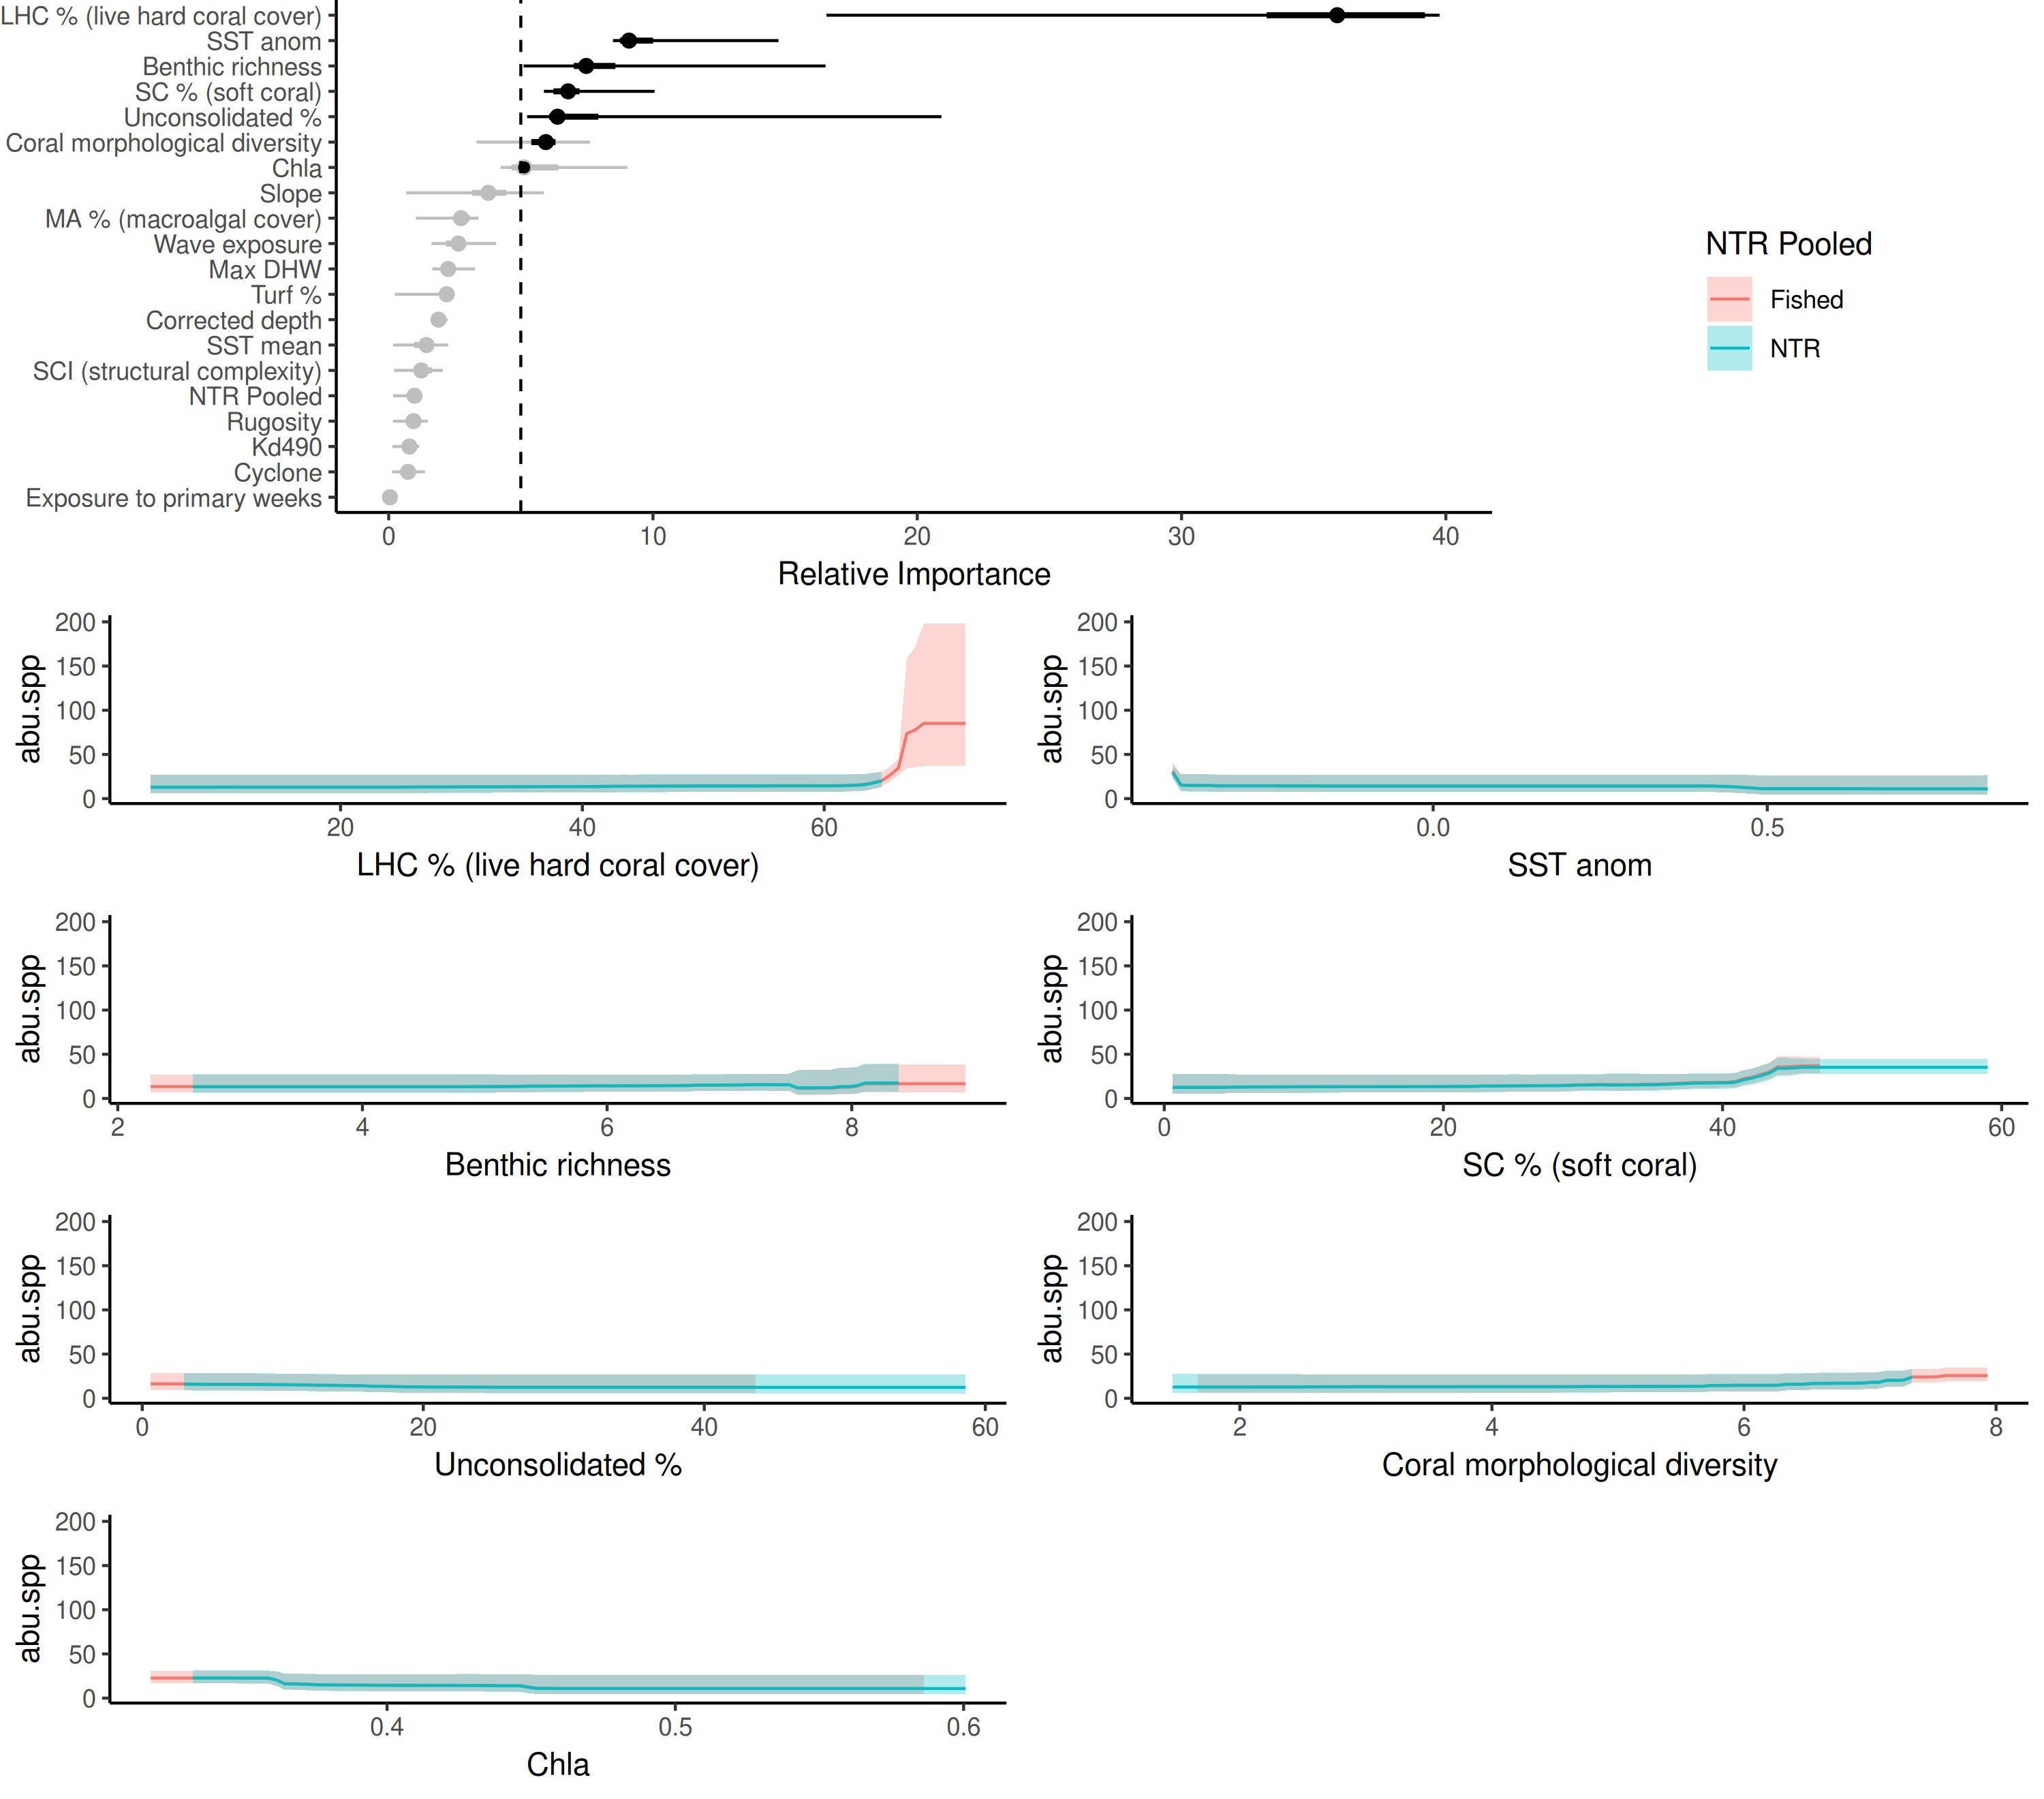 LHC % (live hard coral cover)
SST anom
Benthic richness
SC % (soft coral)
Unconsolidated %
Coral morphological diversity
Chla
Slope
MA % (macroalgal cover)
Wave exposure
Max DHW
Turf %
Corrected depth
SST mean
SCI (structural complexity)
NTR Pooled
Rugosity
Kd490
Cyclone
Exposure to primary weeks
0 10 20 30 40
Relative Importance
NTR Pooled
Fished
NTR
200
150
100
50
0
abu.spp
20 40 60
LHC % (live hard coral cover)
200
150
100
50
0
abu.spp
0.0 0.5
SST anom
200
150
100
50
0
abu.spp
2 4 6 8
Benthic richness
200
150
100
50
0
abu.spp
0 20 40 60
SC % (soft coral)
200
150
100
50
0
abu.spp
0 20 40 60
Unconsolidated %
200
150
100
50
0
abu.spp
2 4 6 8
Coral morphological diversity
200
150
100
50
0
abu.spp
0.4 0.5 0.6
Chla